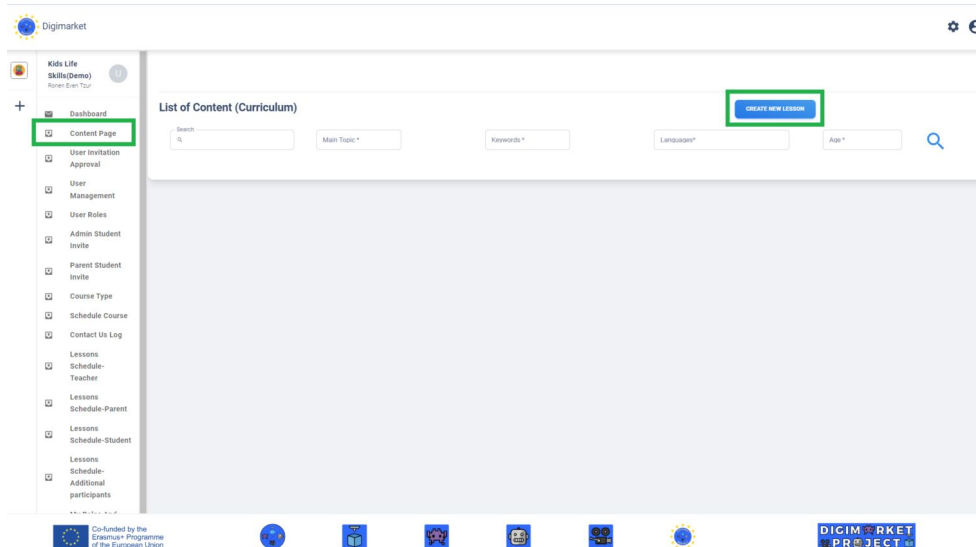 Digimarket
Kids Life
Skills(Demo)
Ronen Even Tzur
U
Dashboard
Content Page
User Invitation
Approval
User
Management
User Roles
Admin Student
Invite
Parent Student
Invite
Course Type
Schedule Course
Contact Us Log
Lessons
Schedule-
Teacher
Lessons
Schedule-Parent
Lessons
Schedule-Student
Lessons
Schedule-
Additional
participants
List of Content (Curriculum)
CREATE NEW LESSON
Search
Main Topic *
Keywords *
Languages*
Age *
Co-funded by the
Erasmus+ Programme
of the European Union
DIGIMARKET
PROJECT